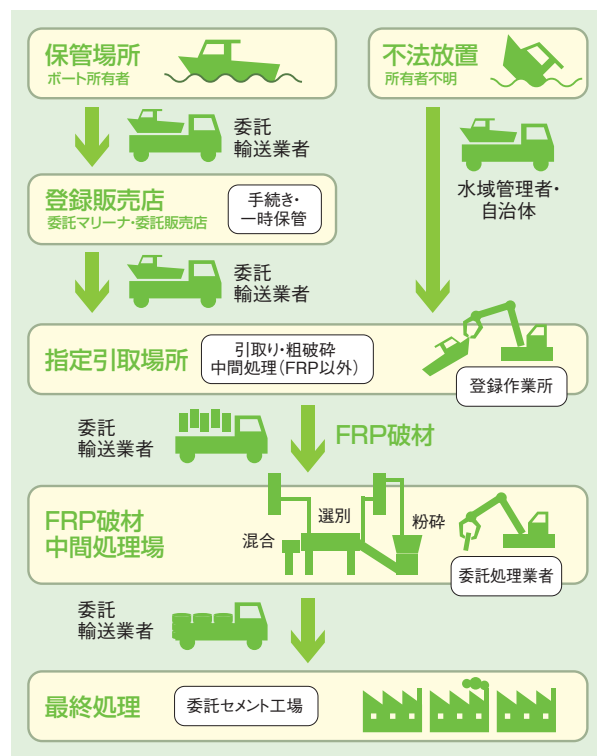 保管場所
ボート所有者
不法放置
所有者不明
委託
輸送業者
水域管理者・
自治体
登録販売店
委託マリーナ・委託販売店
手続き・
一時保管
委託
輸送業者
指定引取場所
引取り・粗破砕
中間処理（FRP以外）
登録作業所
委託
輸送業者
FRP破材
FRP破材
中間処理場
混合
選別
粉砕
委託処理業者
委託
輸送業者
最終処理
委託セメント工場